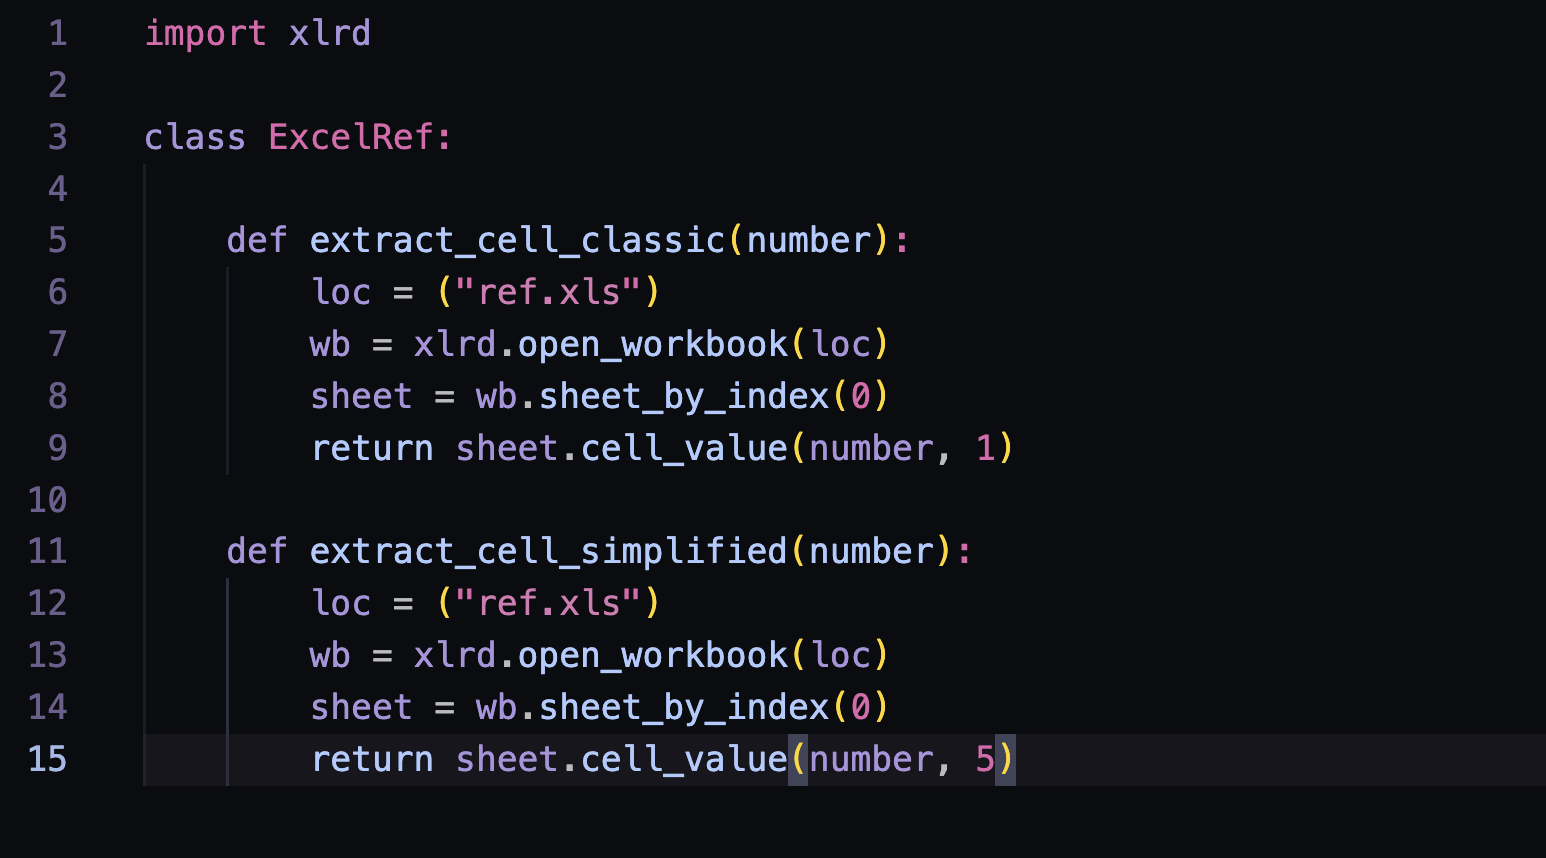 1 import xlrd
2
3 class ExcelRef:
4
5     def extract_cell_classic(number):
6         loc = ("ref.xls")
7         wb = xlrd.open_workbook(loc)
8         sheet = wb.sheet_by_index(0)
9         return sheet.cell_value(number, 1)
10
11     def extract_cell_simplified(number):
12         loc = ("ref.xls")
13         wb = xlrd.open_workbook(loc)
14         sheet = wb.sheet_by_index(0)
15         return sheet.cell_value(number, 5)